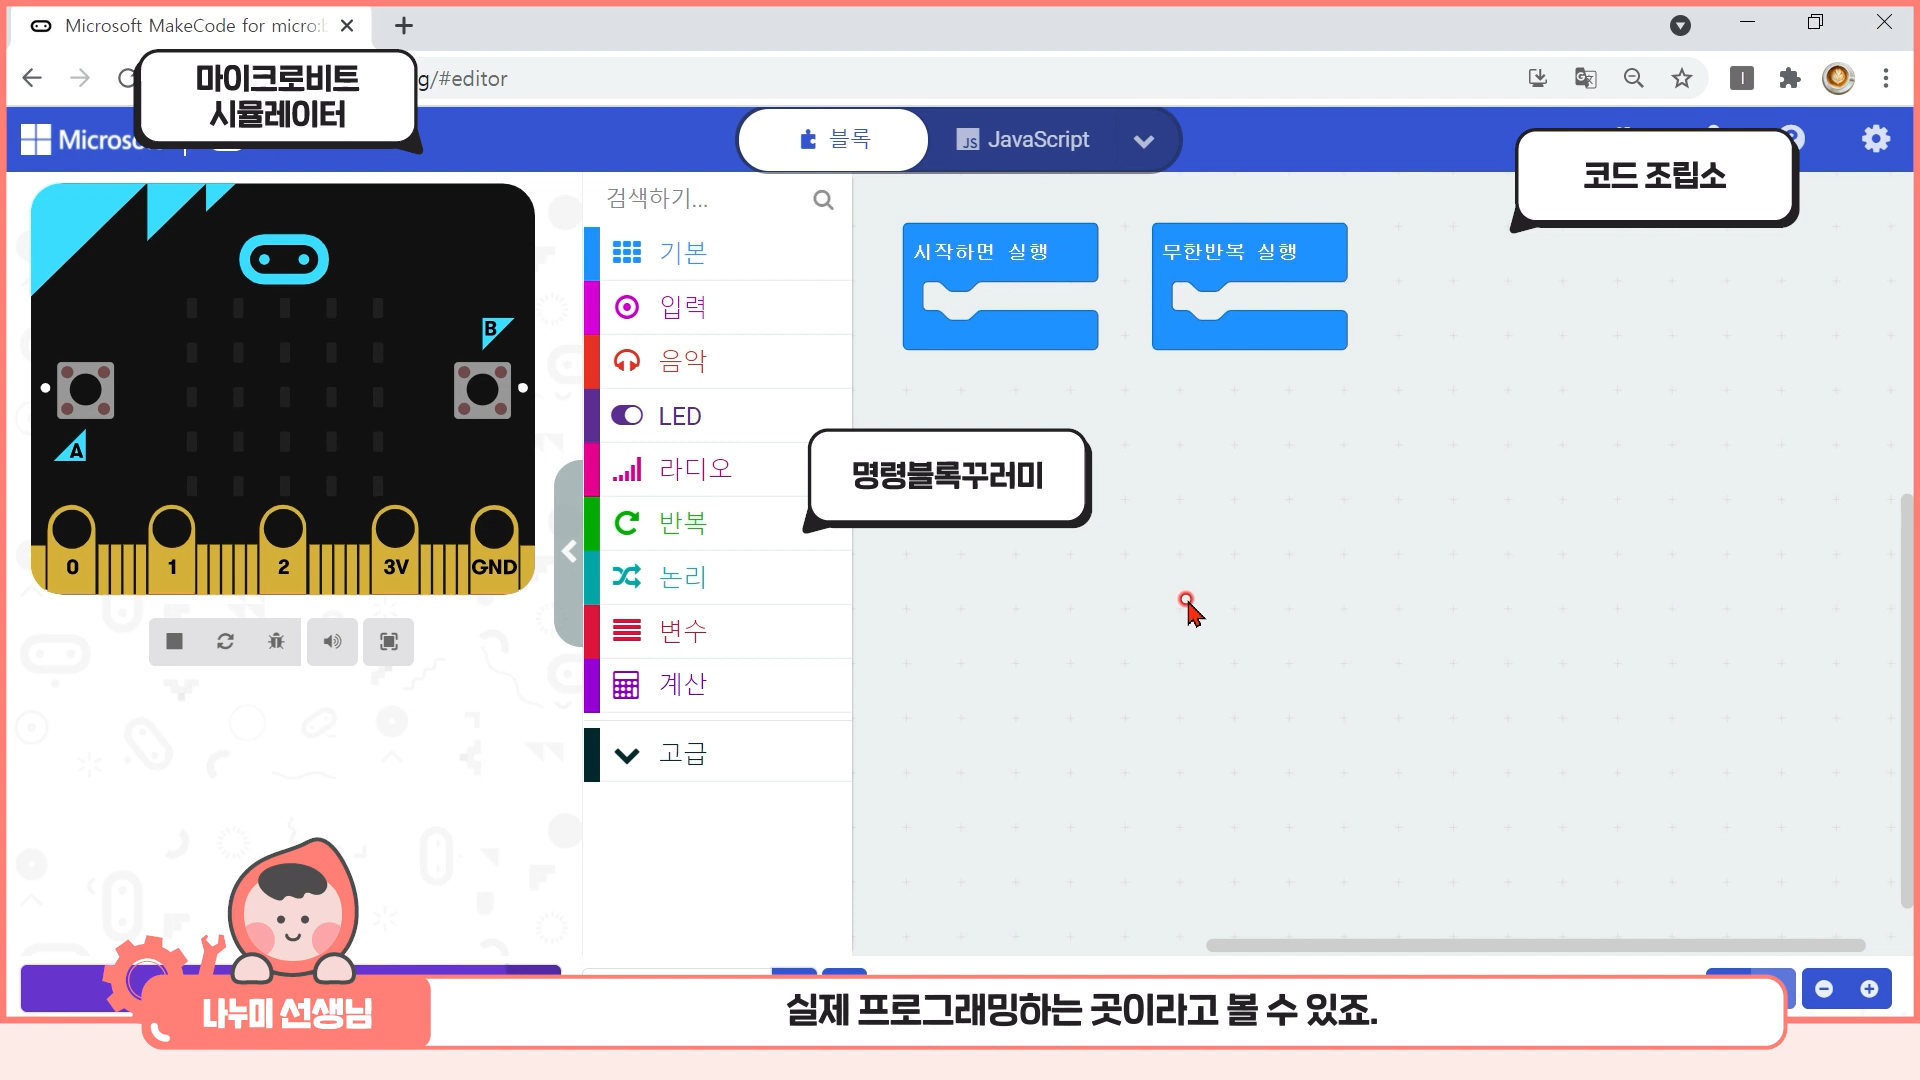 Microsoft MakeCode for micro:b
마이크로비트
시뮬레이터
g/#editor
블록
JS JavaScript
코드 조립소
검색하기...
시작하면 실행
무한반복 실행
기본
입력
음악
LED
라디오
반복
논리
변수
계산
고급
명령블록꾸러미
B
A
0
1
2
3V
GND
나누미 선생님
실제 프로그래밍하는 곳이라고 볼 수 있죠.